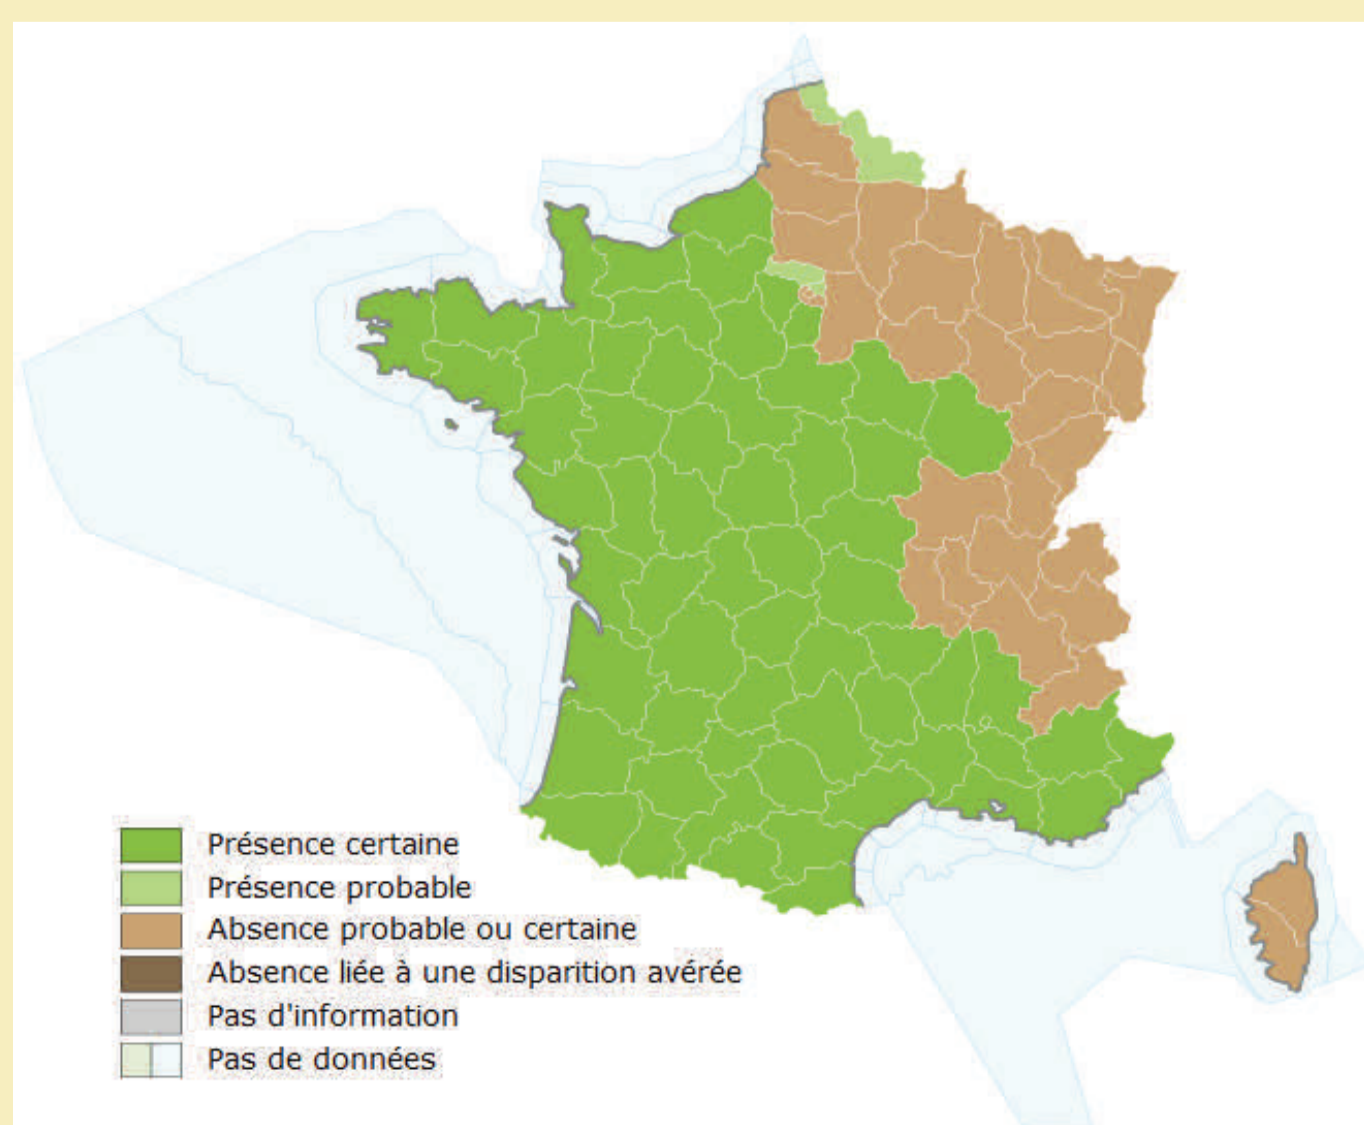 Présence certaine
Présence probable
Absence probable ou certaine
Absence liée à une disparition avérée
Pas d'information
Pas de données